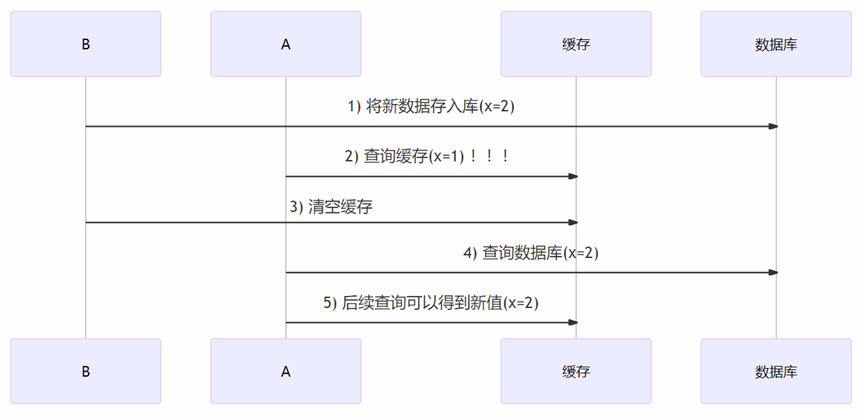 B A 缓存 数据库
1) 将新数据存入库(x=2)
2) 查询缓存(x=1)！！！
3) 清空缓存
4) 查询数据库(x=2)
5) 后续查询可以得到新值(x=2)
B A 缓存 数据库